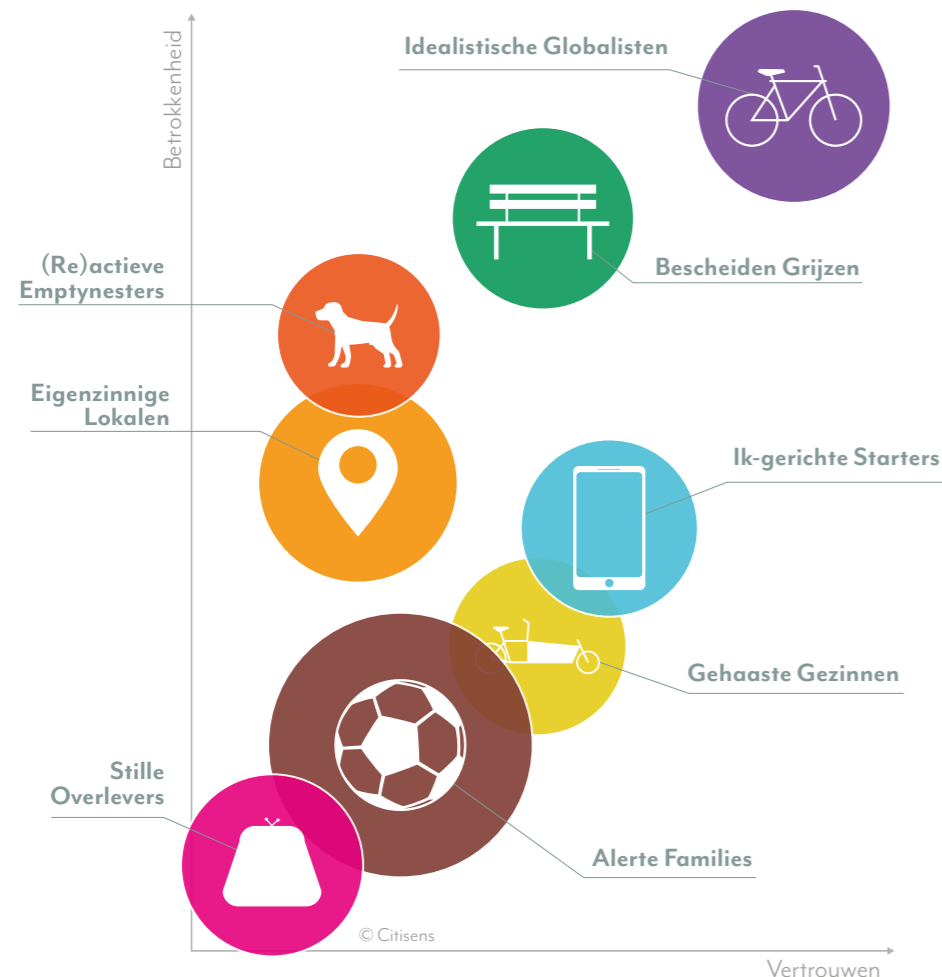 Betrokkenheid
Idealistische Globalisten
Bescheiden Grijzen
(Re)actieve
Emptynesters
Eigenzinnige
Lokalen
Ik-gerichte Starters
Gehaaste Gezinnen
Stille
Overlevers
Alerte Families
© Citisens
Vertrouwen